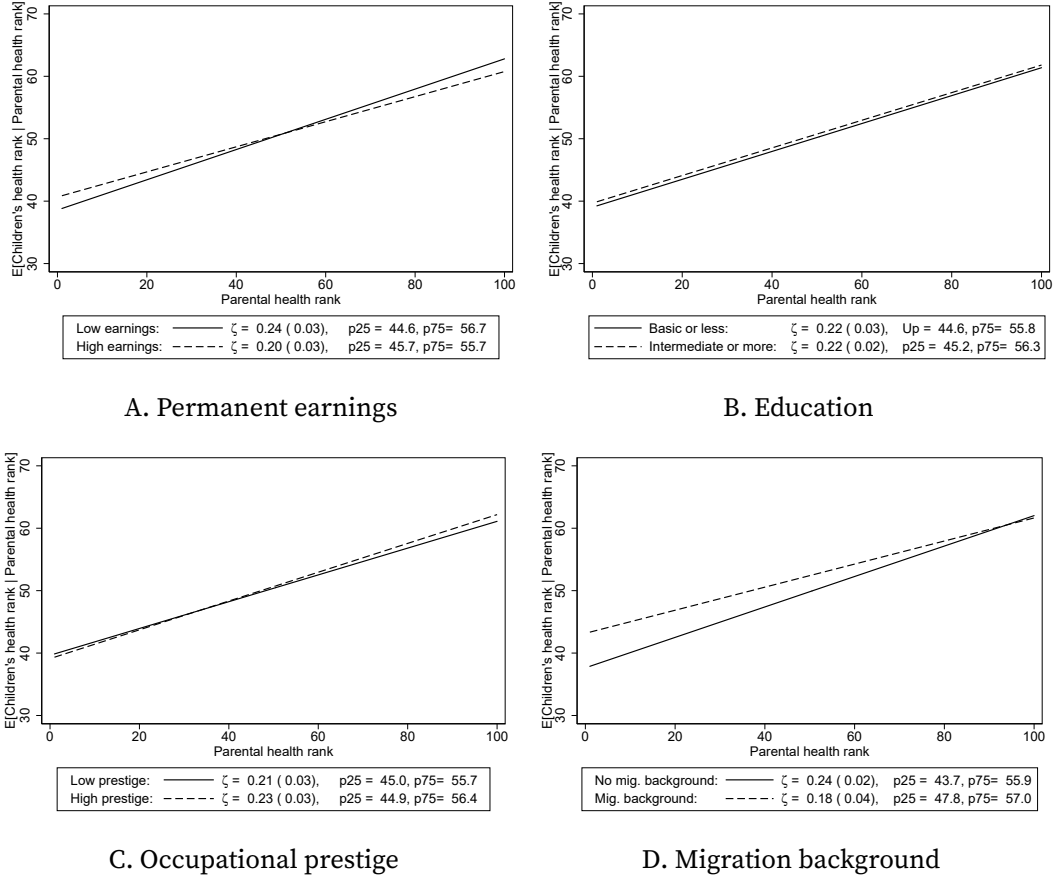 E[Children's health rank | Parental health rank]
70
60
50
40
30
0 20 40 60 80 100
Parental health rank
Low earnings: ζ = 0.24 ( 0.03), p25 = 44.6, p75= 56.7
High earnings: ζ = 0.20 ( 0.03), p25 = 45.7, p75= 55.7
A. Permanent earnings
E[Children's health rank | Parental health rank]
70
60
50
40
30
0 20 40 60 80 100
Parental health rank
Basic or less: ζ = 0.22 ( 0.03), Up = 44.6, p75= 55.8
Intermediate or more: ζ = 0.22 ( 0.02), p25 = 45.2, p75= 56.3
B. Education
E[Children's health rank | Parental health rank]
70
60
50
40
30
0 20 40 60 80 100
Parental health rank
Low prestige: ζ = 0.21 ( 0.03), p25 = 45.0, p75= 55.7
High prestige: ζ = 0.23 ( 0.03), p25 = 44.9, p75= 56.4
C. Occupational prestige
E[Children's health rank | Parental health rank]
70
60
50
40
30
0 20 40 60 80 100
Parental health rank
No mig. background: ζ = 0.24 ( 0.02), p25 = 43.7, p75= 55.9
Mig. background: ζ = 0.18 ( 0.04), p25 = 47.8, p75= 57.0
D. Migration background